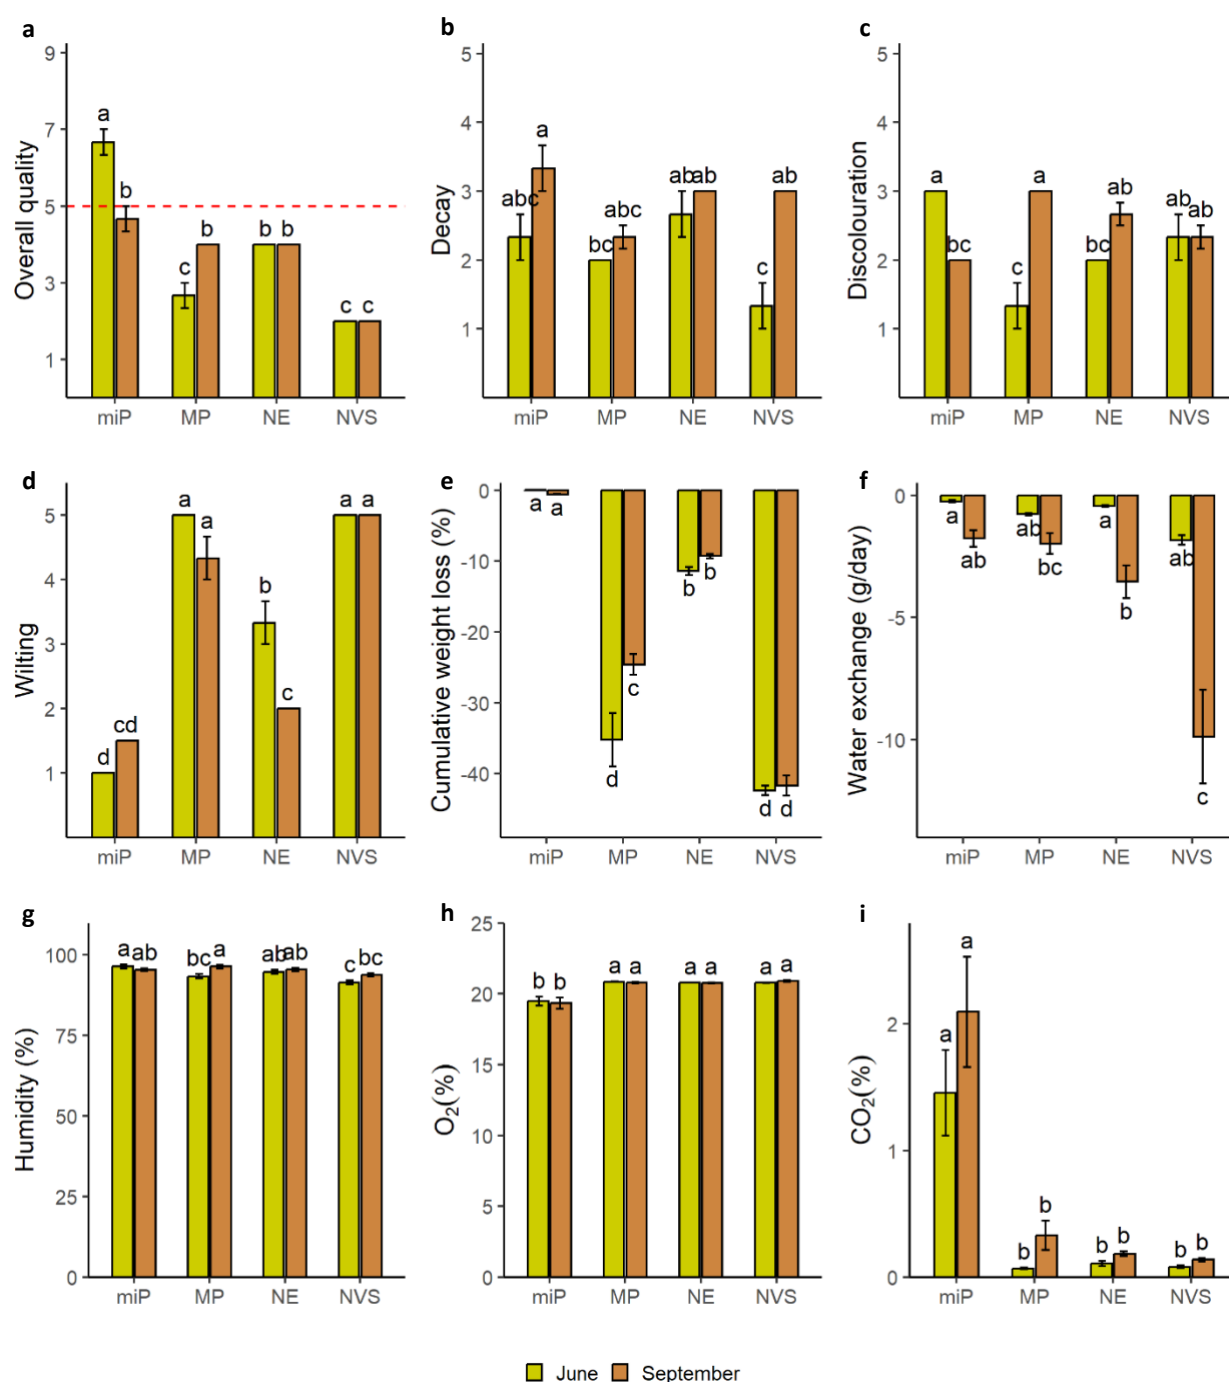 a
Overall quality
9
7
5
3
1
a
b
c
b
b
b
c
c
miP
MP
NE
NVS
b
Decay
5
4
3
2
1
abc
a
bc
abc
ab
ab
c
ab
miP
MP
NE
NVS
c
Discolouration
5
4
3
2
1
a
bc
c
a
bc
ab
ab
ab
miP
MP
NE
NVS
d
Wilting
5
4
3
2
1
d
cd
a
a
b
c
a
a
miP
MP
NE
NVS
e
Cumulative weight loss (%)
0
-10
-20
-30
-40
a
a
d
c
b
b
d
d
miP
MP
NE
NVS
f
Water exchange (g/day)
0
-5
-10
a
ab
ab
bc
a
b
ab
c
miP
MP
NE
NVS
g
Humidity (%)
100
75
50
25
0
a
ab
bc
a
ab
ab
c
bc
miP
MP
NE
NVS
h
O₂(%)
25
20
15
10
5
0
b
b
a
a
a
a
a
a
miP
MP
NE
NVS
i
CO₂(%)
2
1
0
a
a
b
b
b
b
b
b
miP
MP
NE
NVS
June
September